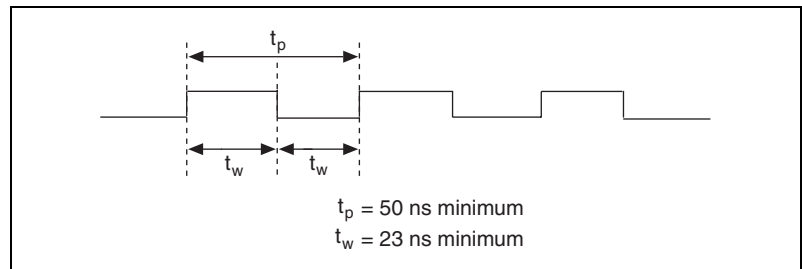 tp
tw tw
tp = 50 ns minimum
tw = 23 ns minimum